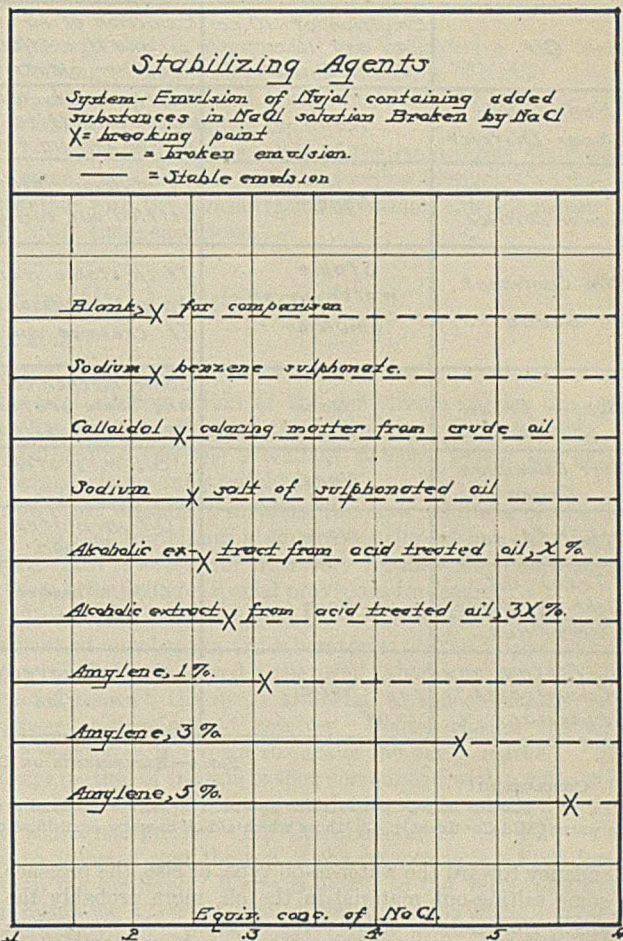 Stabilizing Agents
System-Emulsion of Nujol containing added
substances in NaCl solution Broken by NaCl
X = breaking point
--- = broken emulsion.
—— = Stable emulsion
Blank, X for comparison
Sodium X benzene sulphonate.
Colloidol X coloring matter from crude oil
Sodium X salt of sulphonated oil
Alcoholic ex- X tract from acid treated oil, X %.
Alcoholic extract X from acid treated oil, 3X %.
Amylene, 1%. X
Amylene, 3% X
Amylene, 5%. X
Equiv. conc. of NaCl.
.1 .2 .3 .4 .5 .6